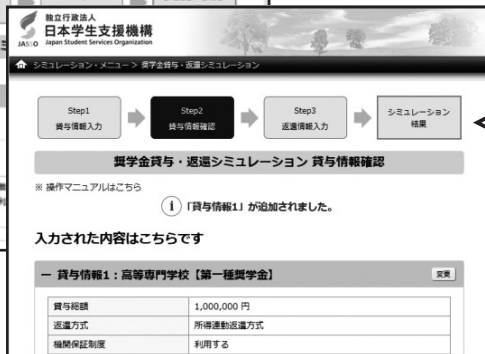 独立行政法人
日本学生支援機構
JASSO Japan Student Services Organization
シミュレーション・メニュー > 奨学金貸与・返還シミュレーション
Step1
貸与情報入力
Step2
貸与情報確認
Step3
返還情報入力
シミュレーション
結果
奨学金貸与・返還シミュレーション 貸与情報確認
※ 操作マニュアルはこちら
i 「貸与情報1」が追加されました。
入力された内容はこちらです
－ 貸与情報1：高等専門学校【第一種奨学金】 変更
貸与総額 1,000,000 円
返還方式 所得連動返還方式
機関保証制度 利用する